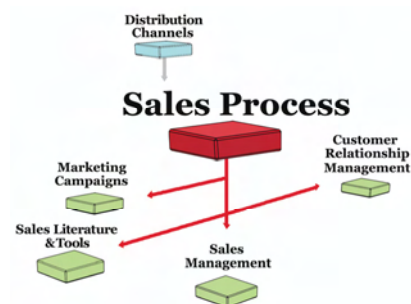 Distribution
Channels
Sales Process
Customer
Relationship
Management
Marketing
Campaigns
Sales Literature
&Tools
Sales
Management